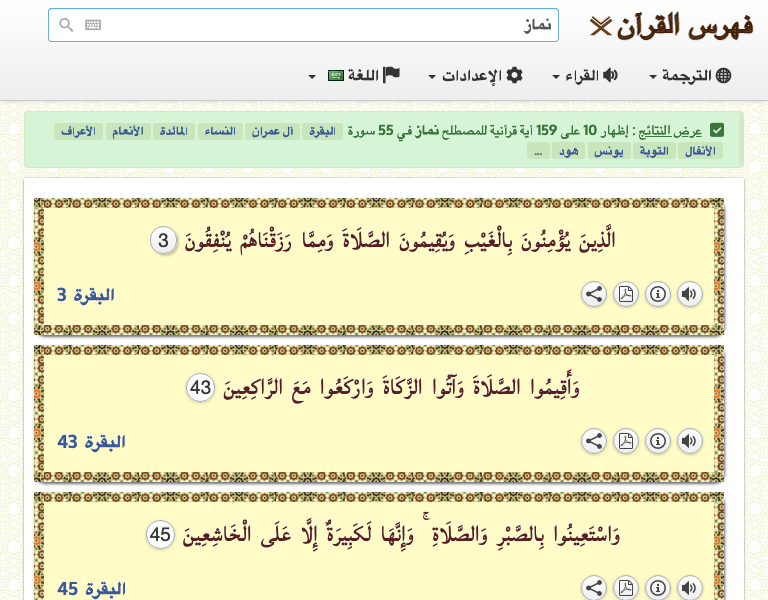 فهرس القرآن
نماز
الترجمة القراء الإعدادات اللغة
عرض النتائج : إظهار 10 على 159 آية قرآنية للمصطلح نماز في 55 سورة البقرة آل عمران النساء المائدة الأنعام الأعراف
الأنفال التوبة يونس هود ...
الَّذِينَ يُؤْمِنُونَ بِالْغَيْبِ وَيُقِيمُونَ الصَّلَاةَ وَمِمَّا رَزَقْنَاهُمْ يُنْفِقُونَ 3
البقرة 3
وَأَقِيمُوا الصَّلَاةَ وَآتُوا الزَّكَاةَ وَارْكَعُوا مَعَ الرَّاكِعِينَ 43
البقرة 43
وَاسْتَعِينُوا بِالصَّبْرِ وَالصَّلَاةِ ۚ وَإِنَّهَا لَكَبِيرَةٌ إِلَّا عَلَى الْخَاشِعِينَ 45
البقرة 45